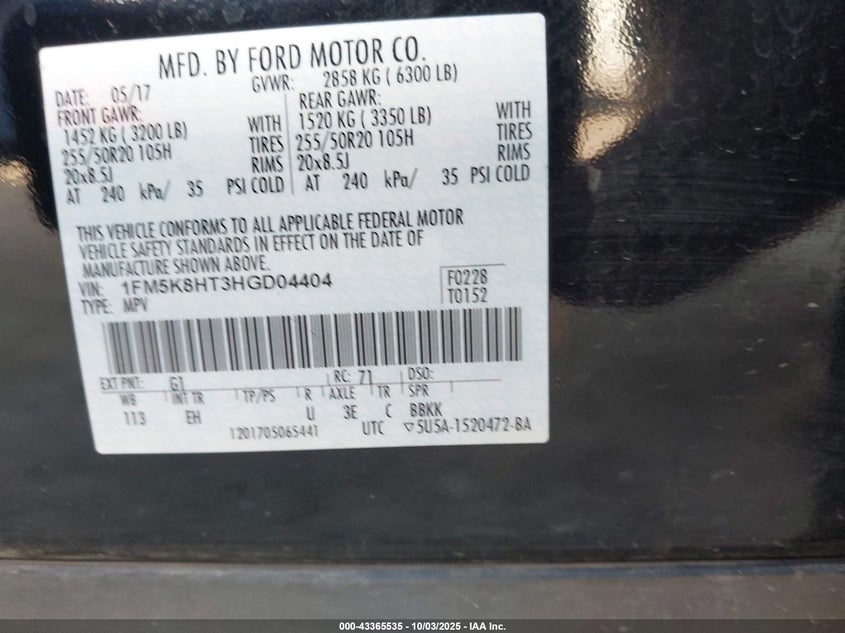 MFD. BY FORD MOTOR CO.
DATE: 05/17 GVWR: 2858 KG ( 6300 LB)
FRONT GAWR: REAR GAWR:
1452 KG ( 3200 LB) WITH 1520 KG ( 3350 LB) WITH
255/50R20 105H TIRES 255/50R20 105H TIRES
20x8.5J RIMS 20x8.5J RIMS
AT 240 kPa/ 35 PSI COLD AT 240 kPa/ 35 PSI COLD
THIS VEHICLE CONFORMS TO ALL APPLICABLE FEDERAL MOTOR
VEHICLE SAFETY STANDARDS IN EFFECT ON THE DATE OF
MANUFACTURE SHOWN ABOVE.
VIN: 1FM5K8HT3HGD04404 F0228
TYPE: MPV T0152
EXT PNT: G1 RC: 71 DSO:
WB INT TR TP/PS R AXLE TR SPR
113 EH U 3E C BBKK
1201705065441 UTC ▽5U5A-1520472-BA
000-43365535 - 10/03/2025 - IAA Inc.